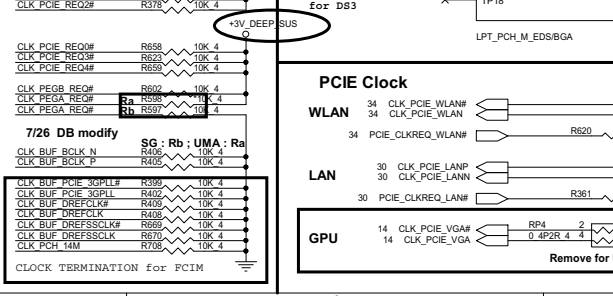 CLK_PCIE_REQ2# R378 10K_4
for DS3
TP18
+3V_DEEP_SUS
LPT_PCH_M_EDS/BGA
CLK_PCIE_REQ0# R658 10K_4
CLK_PCIE_REQ3# R623 10K_4
CLK_PCIE_REQ4# R659 10K_4
CLK_PEGB_REQ# R602 10K_4
CLK_PEGA_REQ# Ra R598 10K_4
CLK_PEGA_REQ# Rb R597 10K_4
7/26 DB modify
SG : Rb ; UMA : Ra
CLK_BUF_BCLK_N R406 10K_4
CLK_BUF_BCLK_P R405 10K_4
CLK_BUF_PCIE_3GPLL# R399 10K_4
CLK_BUF_PCIE_3GPLL R402 10K_4
CLK_BUF_DREFCLK# R409 10K_4
CLK_BUF_DREFCLK R408 10K_4
CLK_BUF_DREFSSCLK# R669 10K_4
CLK_BUF_DREFSSCLK R670 10K_4
CLK_PCH_14M R708 10K_4
CLOCK TERMINATION for FCIM
PCIE Clock
WLAN
34 CLK_PCIE_WLAN#
34 CLK_PCIE_WLAN
34 PCIE_CLKREQ_WLAN# R620
LAN
30 CLK_PCIE_LANP
30 CLK_PCIE_LANN
30 PCIE_CLKREQ_LAN# R361
GPU
14 CLK_PCIE_VGA# RP4 2
14 CLK_PCIE_VGA 0_4P2R_4 4
Remove for